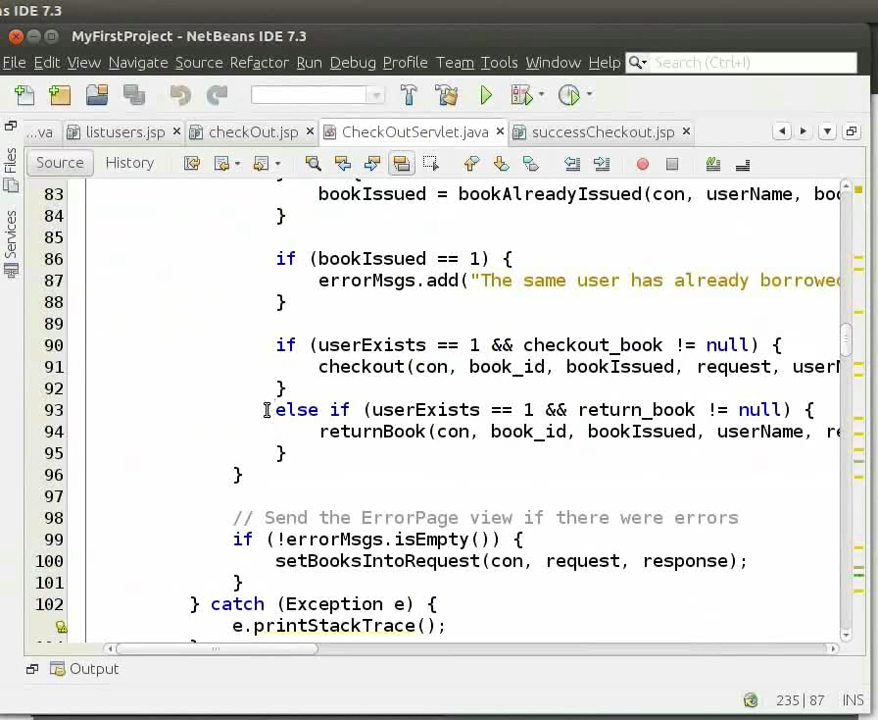 ns IDE 7.3
MyFirstProject - NetBeans IDE 7.3
File Edit View Navigate Source Refactor Run Debug Profile Team Tools Window Help Search (Ctrl+I)
...va listusers.jsp checkOut.jsp CheckOutServlet.java successCheckout.jsp
Files
Services
Source History
83 bookIssued = bookAlreadyIssued(con, userName, boo
84 }
85
86 if (bookIssued == 1) {
87 errorMsgs.add("The same user has already borrowed
88 }
89
90 if (userExists == 1 && checkout_book != null) {
91 checkout(con, book_id, bookIssued, request, userN
92 }
93 else if (userExists == 1 && return_book != null) {
94 returnBook(con, book_id, bookIssued, userName, re
95 }
96 }
97
98 // Send the ErrorPage view if there were errors
99 if (!errorMsgs.isEmpty()) {
100 setBooksIntoRequest(con, request, response);
101 }
102 } catch (Exception e) {
e.printStackTrace();
Output
235|87 INS